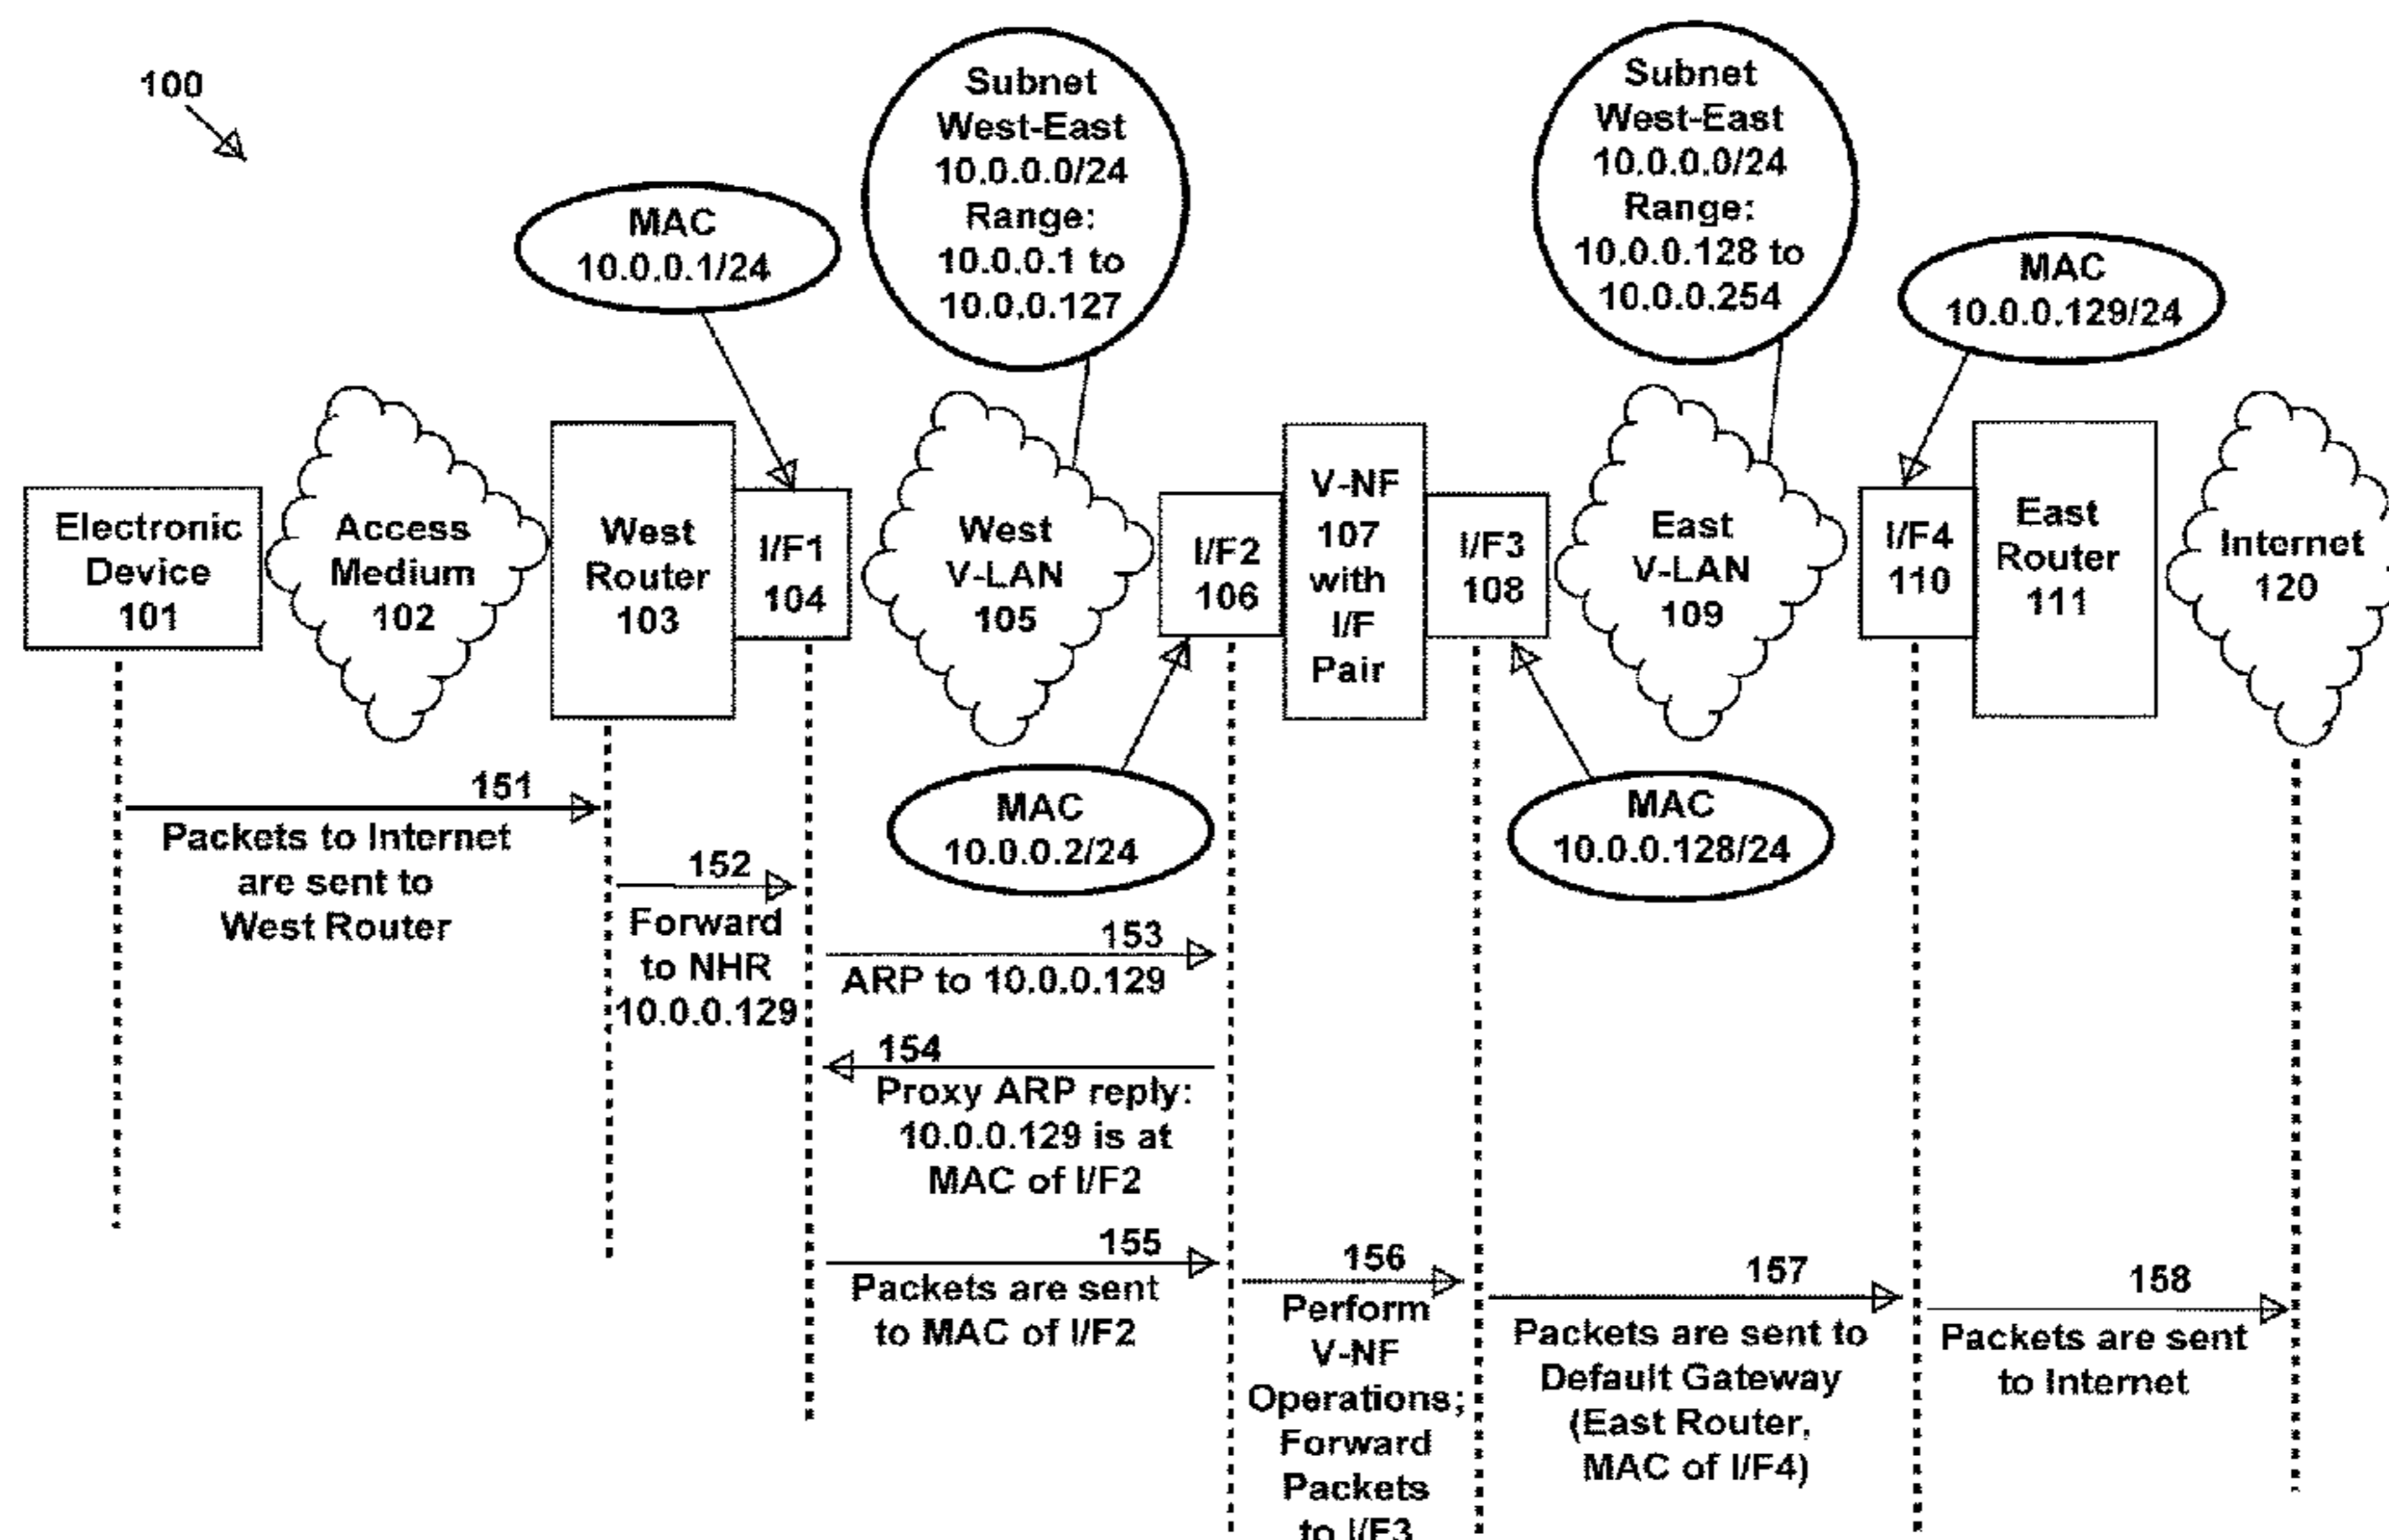 100
Subnet
West-East
10.0.0.0/24
Range:
10.0.0.1 to
10.0.0.127
Subnet
West-East
10.0.0.0/24
Range:
10.0.0.128 to
10.0.0.254
MAC
10.0.0.1/24
MAC
10.0.0.129/24
Electronic
Device
101
Access
Medium
102
West
Router
103
I/F1
104
West
V-LAN
105
I/F2
106
V-NF
107
with
I/F
Pair
I/F3
108
East
V-LAN
109
I/F4
110
East
Router
111
Internet
120
MAC
10.0.0.2/24
MAC
10.0.0.128/24
151
Packets to Internet
are sent to
West Router
152
Forward
to NHR
10.0.0.129
153
ARP to 10.0.0.129
154
Proxy ARP reply:
10.0.0.129 is at
MAC of I/F2
155
Packets are sent
to MAC of I/F2
156
Perform
V-NF
Operations;
Forward
Packets
to I/F3
157
Packets are sent to
Default Gateway
(East Router,
MAC of I/F4)
158
Packets are sent
to Internet